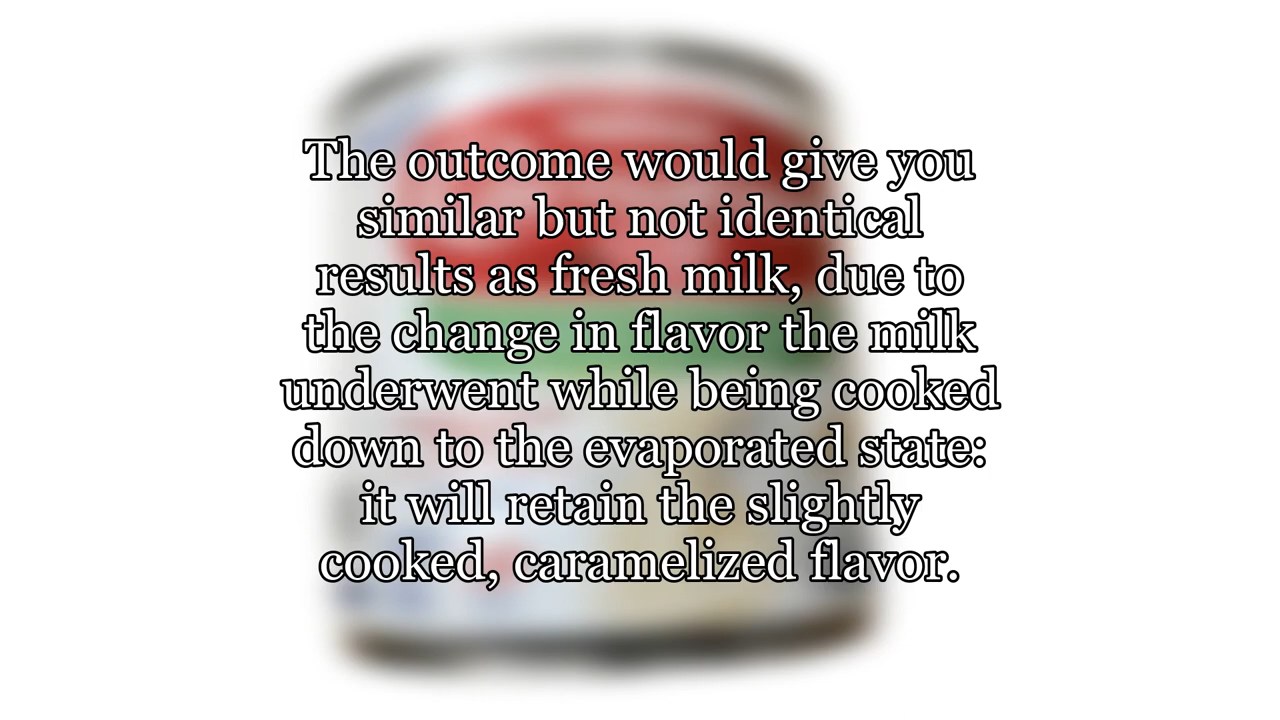 The outcome would give you
similar but not identical
results as fresh milk, due to
the change in flavor the milk
underwent while being cooked
down to the evaporated state:
it will retain the slightly
cooked, caramelized flavor.